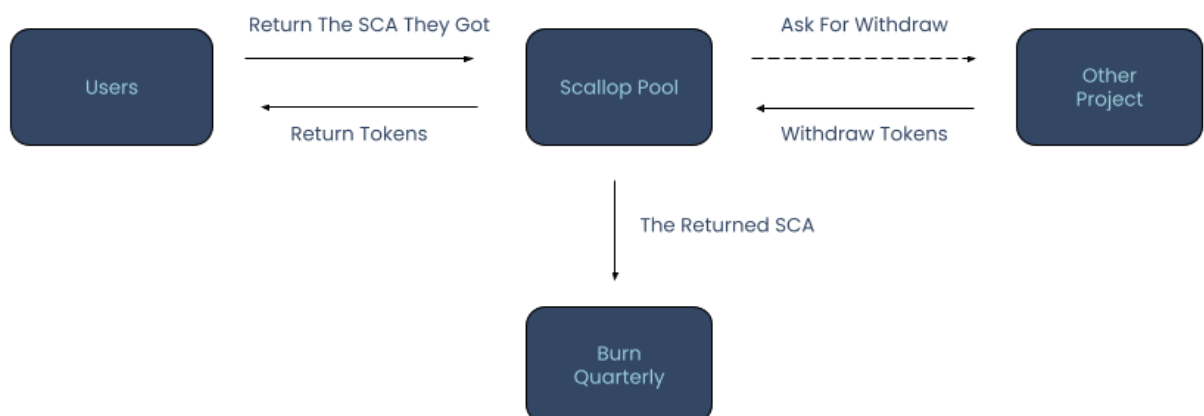 Return The SCA They Got
Ask For Withdraw
Users
Scallop Pool
Other
Project
Return Tokens
Withdraw Tokens
The Returned SCA
Burn
Quarterly